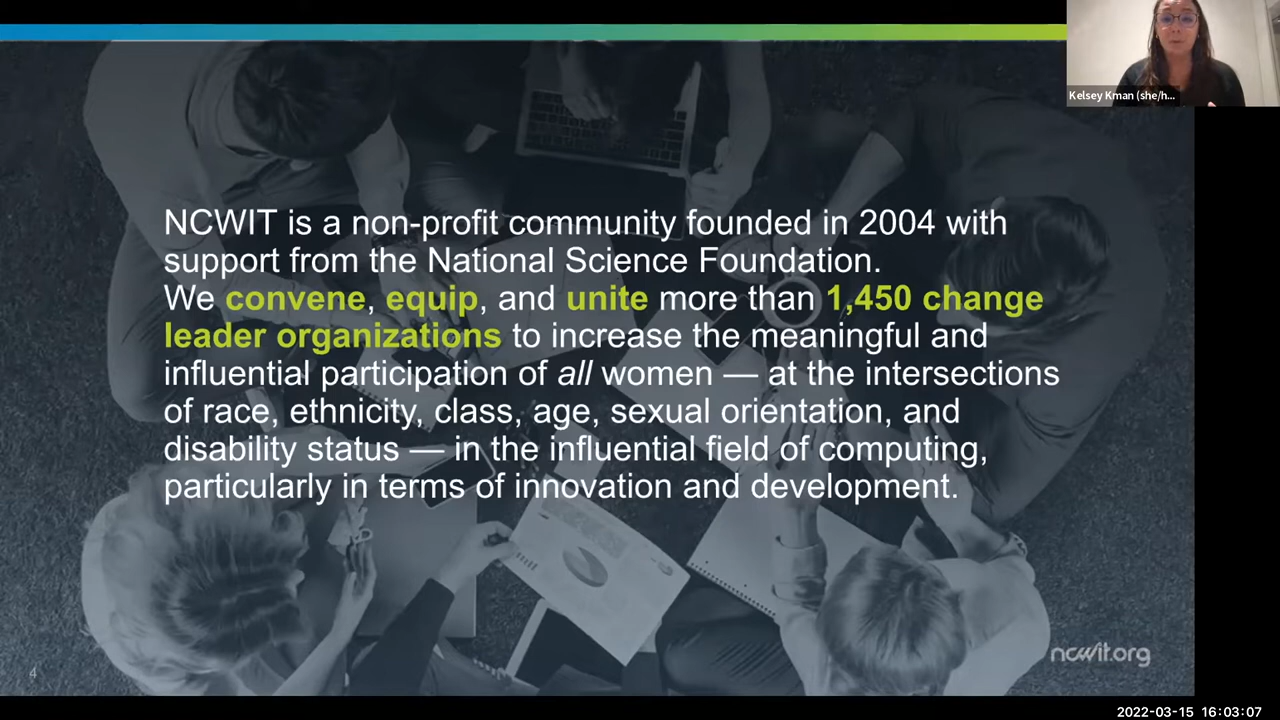 Kelsey Kman (she/h...
NCWIT is a non-profit community founded in 2004 with
support from the National Science Foundation.
We convene, equip, and unite more than 1,450 change
leader organizations to increase the meaningful and
influential participation of all women — at the intersections
of race, ethnicity, class, age, sexual orientation, and
disability status — in the influential field of computing,
particularly in terms of innovation and development.
ncwit.org
4
2022-03-15 16:03:07